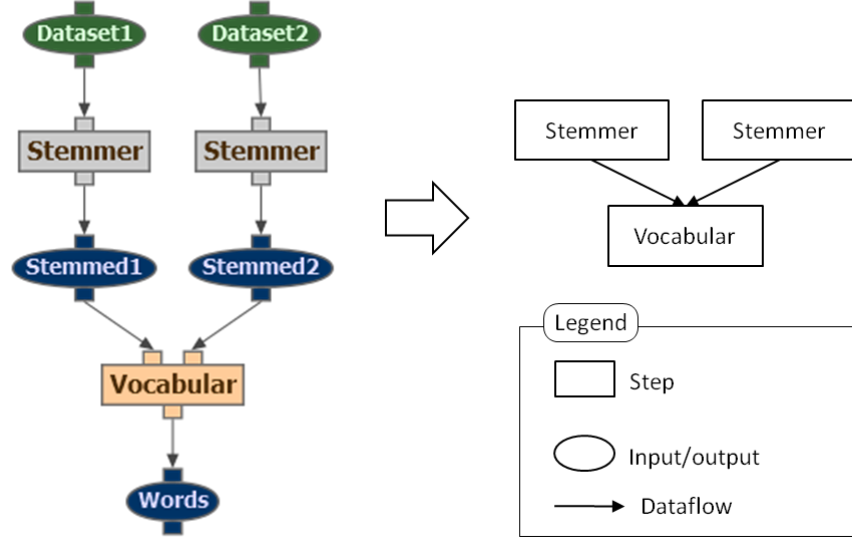 Dataset1
Dataset2
Stemmer
Stemmer
Stemmed1
Stemmed2
Vocabular
Words
Stemmer
Stemmer
Vocabular
Legend
Step
Input/output
Dataflow